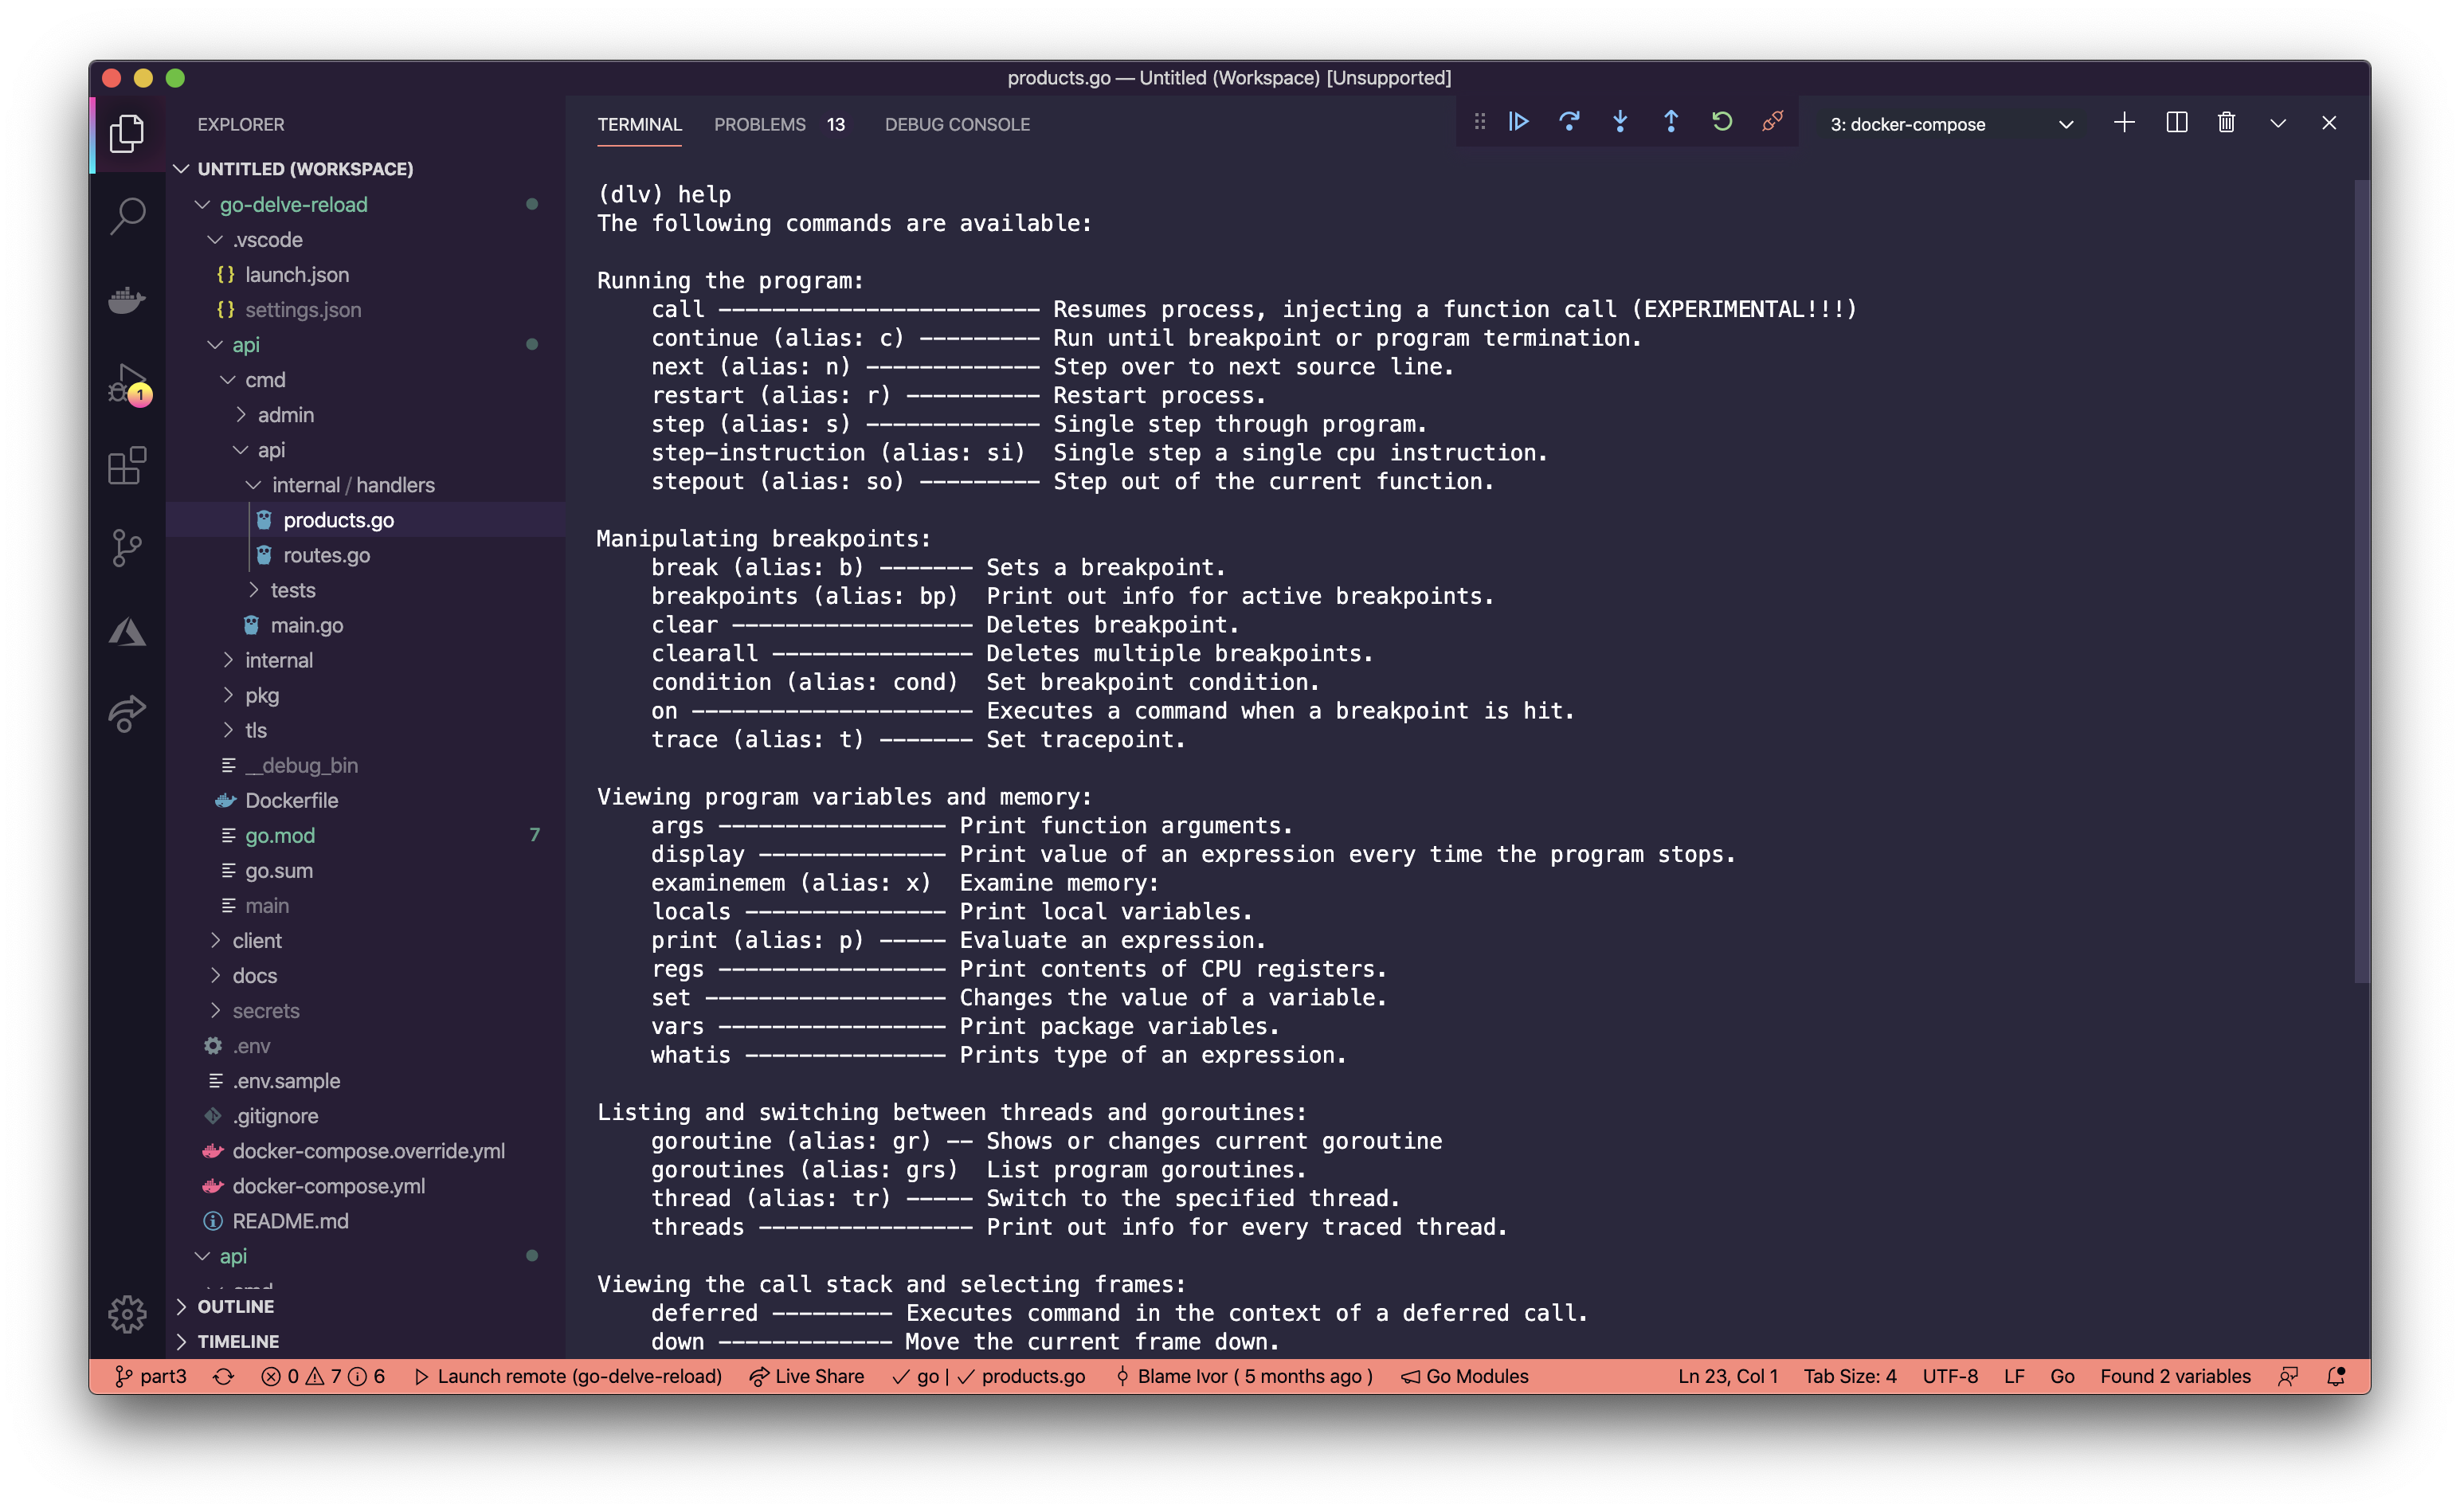 products.go — Untitled (Workspace) [Unsupported]
EXPLORER
UNTITLED (WORKSPACE)
go-delve-reload
.vscode
{} launch.json
{} settings.json
api
cmd
admin
api
internal / handlers
products.go
routes.go
tests
main.go
internal
pkg
tls
__debug_bin
Dockerfile
go.mod 7
go.sum
main
client
docs
secrets
.env
.env.sample
.gitignore
docker-compose.override.yml
docker-compose.yml
README.md
api
OUTLINE
TIMELINE
1
TERMINAL PROBLEMS 13 DEBUG CONSOLE 3: docker-compose
(dlv) help
The following commands are available:
Running the program:
call ------------------------ Resumes process, injecting a function call (EXPERIMENTAL!!!)
continue (alias: c) --------- Run until breakpoint or program termination.
next (alias: n) ------------- Step over to next source line.
restart (alias: r) ---------- Restart process.
step (alias: s) ------------- Single step through program.
step-instruction (alias: si)  Single step a single cpu instruction.
stepout (alias: so) --------- Step out of the current function.
Manipulating breakpoints:
break (alias: b) ------- Sets a breakpoint.
breakpoints (alias: bp)  Print out info for active breakpoints.
clear ------------------ Deletes breakpoint.
clearall --------------- Deletes multiple breakpoints.
condition (alias: cond)  Set breakpoint condition.
on --------------------- Executes a command when a breakpoint is hit.
trace (alias: t) ------- Set tracepoint.
Viewing program variables and memory:
args ----------------- Print function arguments.
display -------------- Print value of an expression every time the program stops.
examinemem (alias: x)  Examine memory:
locals --------------- Print local variables.
print (alias: p) ----- Evaluate an expression.
regs ----------------- Print contents of CPU registers.
set ------------------ Changes the value of a variable.
vars ----------------- Print package variables.
whatis --------------- Prints type of an expression.
Listing and switching between threads and goroutines:
goroutine (alias: gr) -- Shows or changes current goroutine
goroutines (alias: grs)  List program goroutines.
thread (alias: tr) ----- Switch to the specified thread.
threads ---------------- Print out info for every traced thread.
Viewing the call stack and selecting frames:
deferred --------- Executes command in the context of a deferred call.
down ------------- Move the current frame down.
part3 0 7 6 Launch remote (go-delve-reload) Live Share go | products.go Blame Ivor ( 5 months ago ) Go Modules Ln 23, Col 1 Tab Size: 4 UTF-8 LF Go Found 2 variables